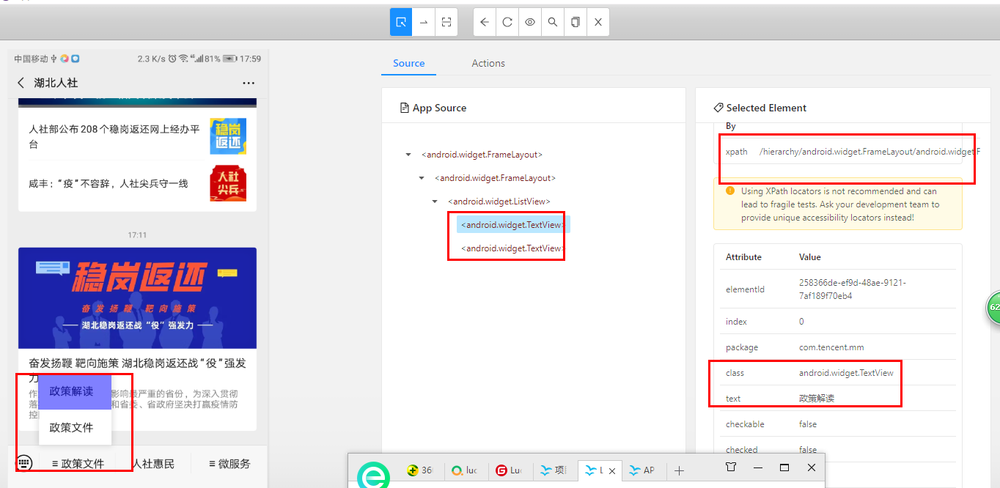 中国移动
2.3 K/s
46
81%
17:59
湖北人社
人社部公布208个稳岗返还网上经办平
台
稳岗
返还
咸丰：“疫”不容辞，人社尖兵守一线
人社
尖兵
17:11
稳岗返还
奋发扬鞭 靶向施策
湖北稳岗返还战“役”强发力
奋发扬鞭 靶向施策 湖北稳岗返还战“役”强发
力
作
影响最严重的省份，为深入贯彻
落
和省委、省政府坚决打赢疫情防
控
政策解读
政策文件
政策文件
人社惠民
微服务
Source
Actions
App Source
<android.widget.FrameLayout>
<android.widget.FrameLayout>
<android.widget.ListView>
<android.widget.TextView>
<android.widget.TextView>
Selected Element
By
xpath /hierarchy/android.widget.FrameLayout/android.widget.F
Using XPath locators is not recommended and can
lead to fragile tests. Ask your development team to
provide unique accessibility locators instead!
Attribute Value
elementId 258366de-ef9d-48ae-9121-
7af189f70eb4
index 0
package com.tencent.mm
class android.widget.TextView
text 政策解读
checkable false
checked false
62
36
luc
Lu
项
L
AP